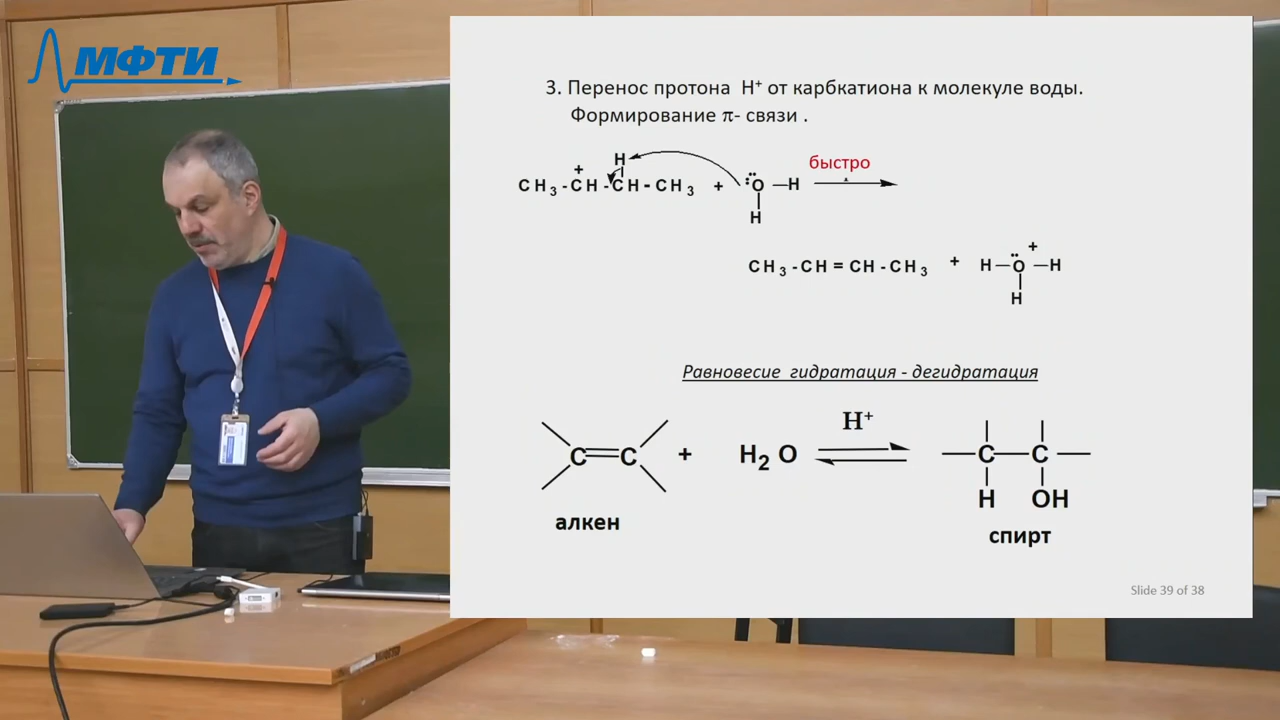 МФТИ
3. Перенос протона H⁺ от карбкатиона к молекуле воды.
Формирование π- связи .
H
+
CH₃ - CH - CH - CH₃ + :Ö — H быстро
H
CH₃ - CH = CH - CH₃ + H — Ö — H
+
H
Равновесие гидратация - дегидратация
C = C + H₂ O H⁺ — C — C —
H OH
алкен
спирт
Slide 39 of 38